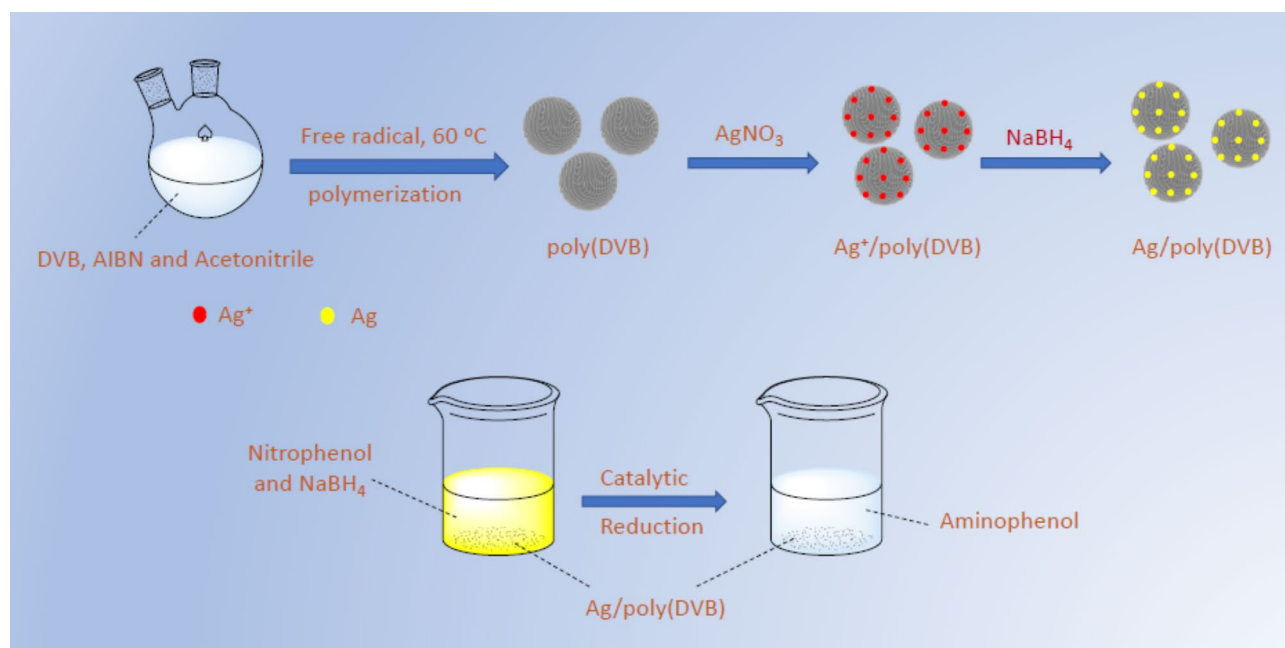 Free radical, 60 ºC
polymerization
AgNO₃
NaBH₄
DVB, AIBN and Acetonitrile
poly(DVB)
Ag⁺/poly(DVB)
Ag/poly(DVB)
Ag⁺
Ag
Nitrophenol
and NaBH₄
Catalytic
Reduction
Aminophenol
Ag/poly(DVB)